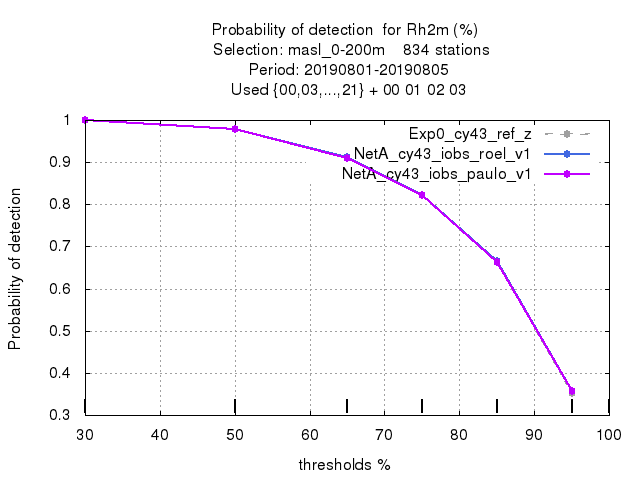 Probability of detection  for Rh2m (%)
Selection: masl_0-200m    834 stations
Period: 20190801-20190805
Used {00,03,...,21} + 00 01 02 03
Exp0_cy43_ref_z
NetA_cy43_iobs_roel_v1
NetA_cy43_iobs_paulo_v1
Probability of detection
1
0.9
0.8
0.7
0.6
0.5
0.4
0.3
30 40 50 60 70 80 90 100
thresholds %